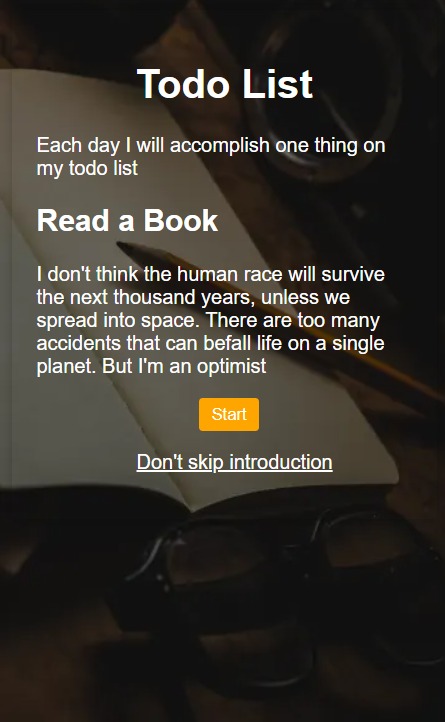 Todo List
Each day I will accomplish one thing on
my todo list
Read a Book
I don't think the human race will survive
the next thousand years, unless we
spread into space. There are too many
accidents that can befall life on a single
planet. But I'm an optimist
Start
Don't skip introduction